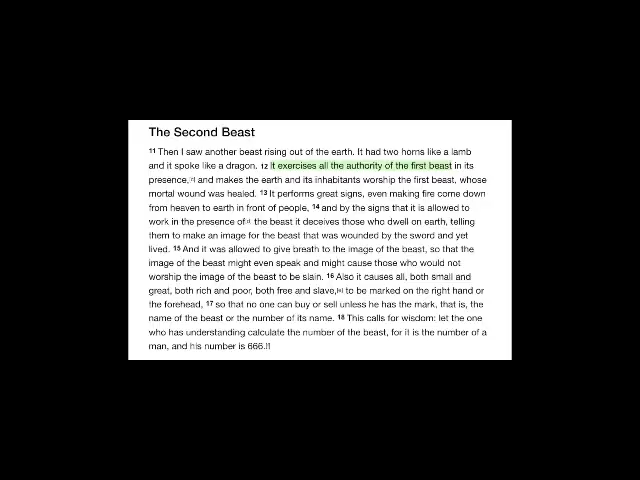 The Second Beast
11 Then I saw another beast rising out of the earth. It had two horns like a lamb
and it spoke like a dragon. 12 It exercises all the authority of the first beast in its
presence, and makes the earth and its inhabitants worship the first beast, whose
mortal wound was healed. 13 It performs great signs, even making fire come down
from heaven to earth in front of people, 14 and by the signs that it is allowed to
work in the presence of the beast it deceives those who dwell on earth, telling
them to make an image for the beast that was wounded by the sword and yet
lived. 15 And it was allowed to give breath to the image of the beast, so that the
image of the beast might even speak and might cause those who would not
worship the image of the beast to be slain. 16 Also it causes all, both small and
great, both rich and poor, both free and slave, to be marked on the right hand or
the forehead, 17 so that no one can buy or sell unless he has the mark, that is, the
name of the beast or the number of its name. 18 This calls for wisdom: let the one
who has understanding calculate the number of the beast, for it is the number of a
man, and his number is 666.